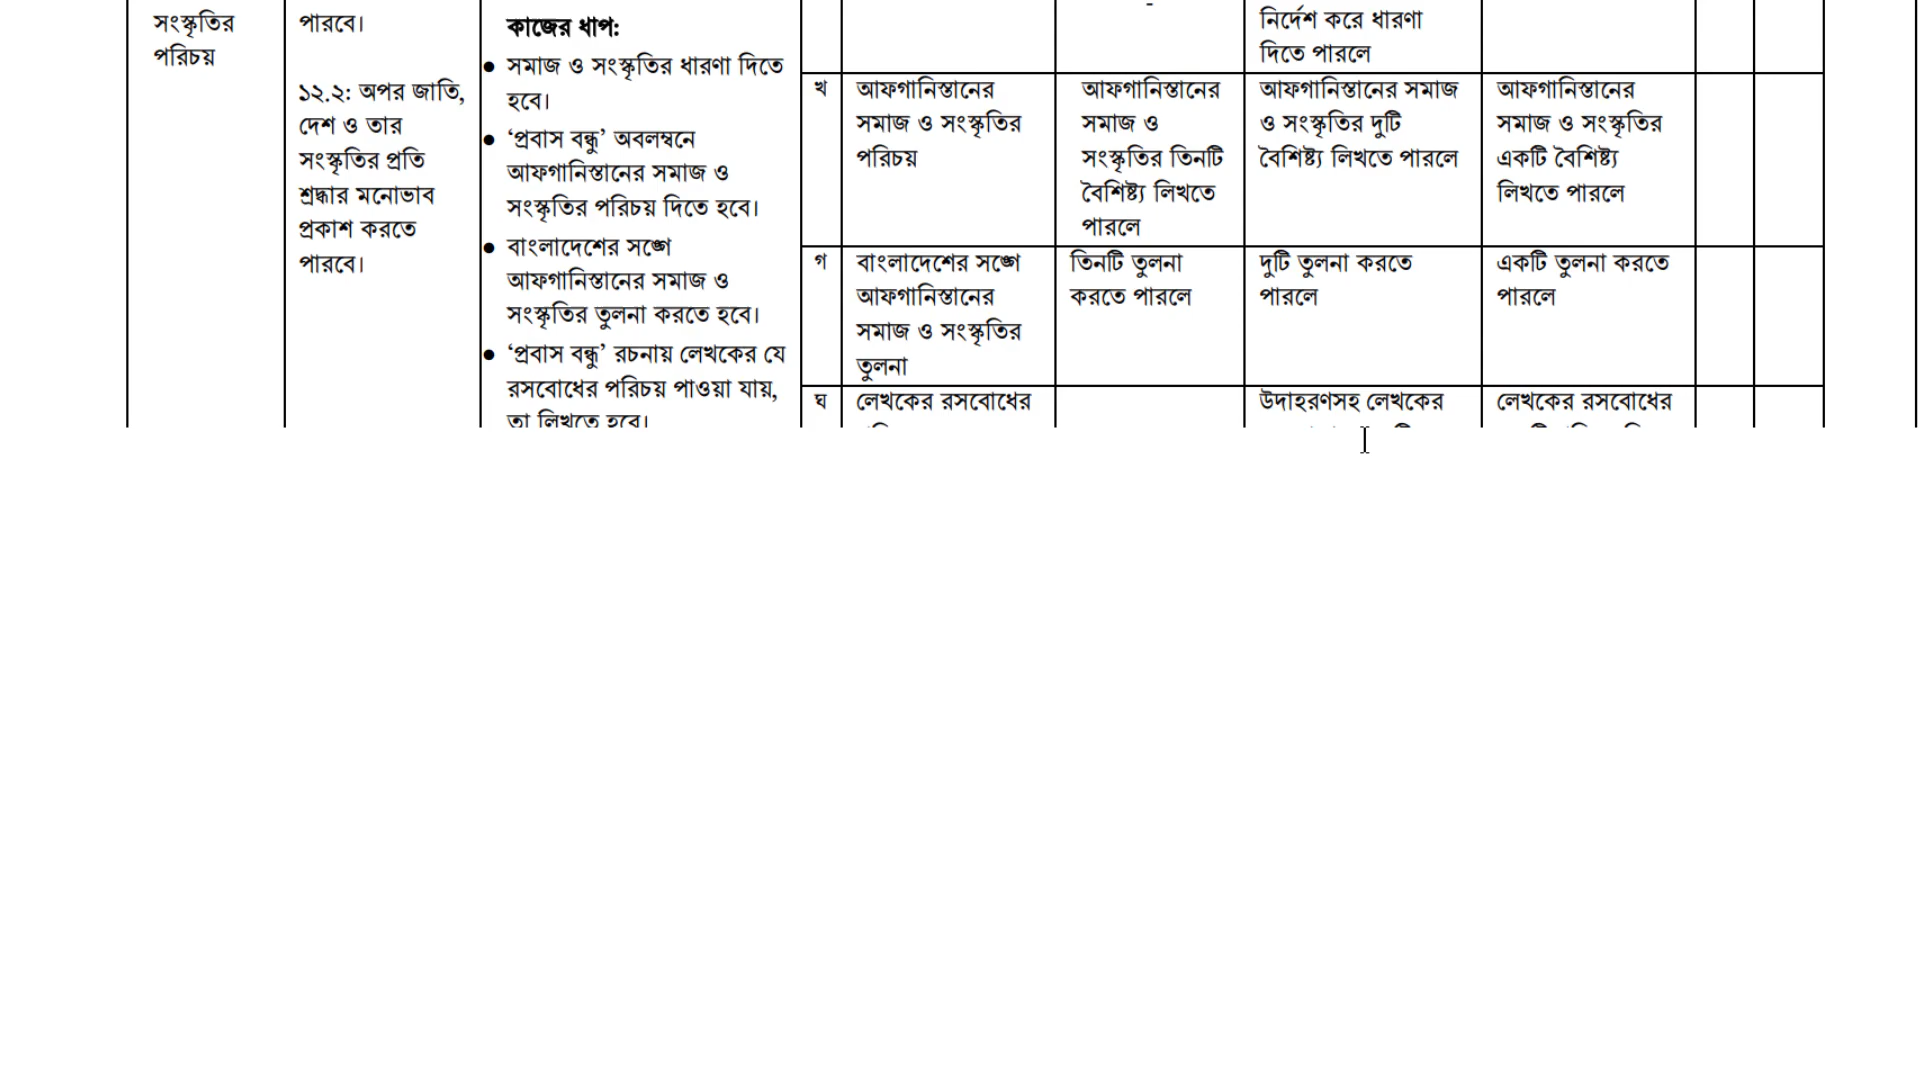 সংস্কৃতির
পরিচয়
পারবে।
১২.২: অপর জাতি,
দেশ ও তার
সংস্কৃতির প্রতি
শ্রদ্ধার মনোভাব
প্রকাশ করতে
পারবে।
কাজের ধাপ:
● সমাজ ও সংস্কৃতির ধারণা দিতে
হবে।
● ‘প্রবাস বন্ধু’ অবলম্বনে
আফগানিস্তানের সমাজ ও
সংস্কৃতির পরিচয় দিতে হবে।
● বাংলাদেশের সঙ্গে
আফগানিস্তানের সমাজ ও
সংস্কৃতির তুলনা করতে হবে।
● ‘প্রবাস বন্ধু’ রচনায় লেখকের যে
রসবোধের পরিচয় পাওয়া যায়,
তা লিখতে হবে।
নির্দেশ করে ধারণা
দিতে পারলে
খ
আফগানিস্তানের
সমাজ ও সংস্কৃতির
পরিচয়
আফগানিস্তানের
সমাজ ও
সংস্কৃতির তিনটি
বৈশিষ্ট্য লিখতে
পারলে
আফগানিস্তানের সমাজ
ও সংস্কৃতির দুটি
বৈশিষ্ট্য লিখতে পারলে
আফগানিস্তানের
সমাজ ও সংস্কৃতির
একটি বৈশিষ্ট্য
লিখতে পারলে
গ
বাংলাদেশের সঙ্গে
আফগানিস্তানের
সমাজ ও সংস্কৃতির
তুলনা
তিনটি তুলনা
করতে পারলে
দুটি তুলনা করতে
পারলে
একটি তুলনা করতে
পারলে
ঘ
লেখকের রসবোধের
উদাহরণসহ লেখকের
লেখকের রসবোধের